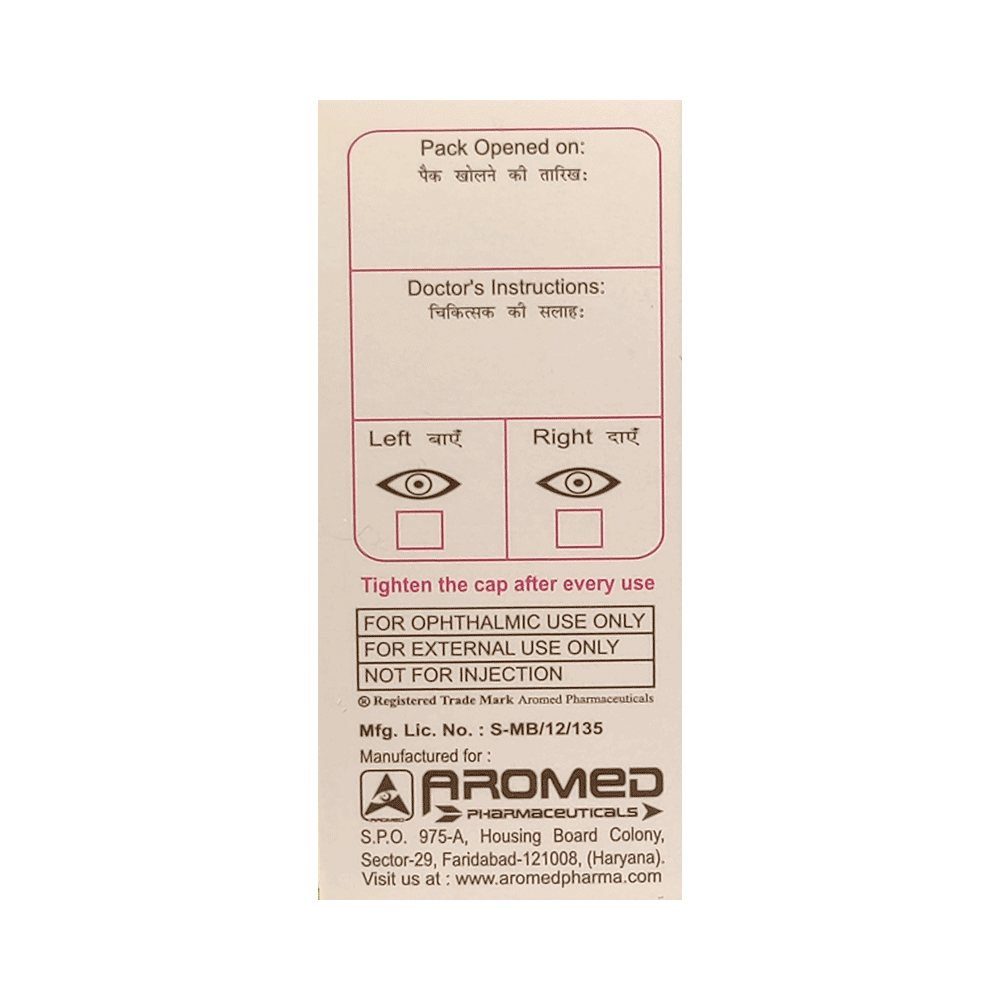 Pack Opened on:
पैक खोलने की तारिख:
Doctor's Instructions:
चिकित्सक की सलाह:
Left बाएँ
Right दाएँ
Tighten the cap after every use
FOR OPHTHALMIC USE ONLY
FOR EXTERNAL USE ONLY
NOT FOR INJECTION
® Registered Trade Mark Aromed Pharmaceuticals
Mfg. Lic. No. : S-MB/12/135
Manufactured for :
AROMED
AROMED
PHARMACEUTICALS
S.P.O. 975-A, Housing Board Colony,
Sector-29, Faridabad-121008, (Haryana).
Visit us at : www.aromedpharma.com